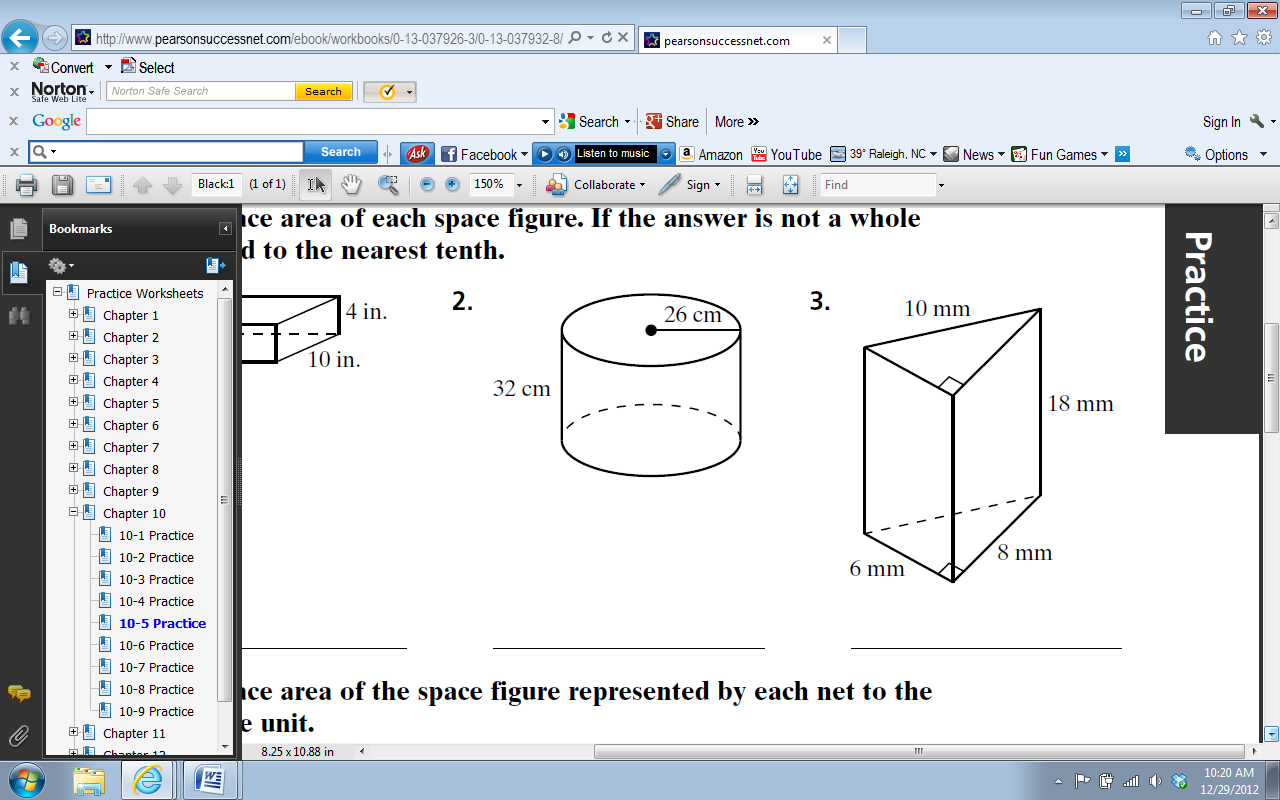 http://www.pearsonsuccessnet.com/ebook/workbooks/0-13-037926-3/0-13-037932-8/
pearsonsuccessnet.com
x Convert Select
x Norton Safe Web Lite Norton Safe Search Search
x Google Search Share More » Sign In
x Search Ask Facebook Listen to music Amazon YouTube 39° Raleigh, NC News Fun Games » Options
Black:1 (1 of 1) 150% Collaborate Sign Find
Bookmarks
Practice Worksheets
Chapter 1
Chapter 2
Chapter 3
Chapter 4
Chapter 5
Chapter 6
Chapter 7
Chapter 8
Chapter 9
Chapter 10
10-1 Practice
10-2 Practice
10-3 Practice
10-4 Practice
10-5 Practice
10-6 Practice
10-7 Practice
10-8 Practice
10-9 Practice
Chapter 11
ace area of each space figure. If the answer is not a whole
d to the nearest tenth.
4 in.
10 in.
2.
26 cm
32 cm
3.
10 mm
18 mm
8 mm
6 mm
Practice
ace area of the space figure represented by each net to the
e unit.
8.25 x 10.88 in
10:20 AM
12/29/2012